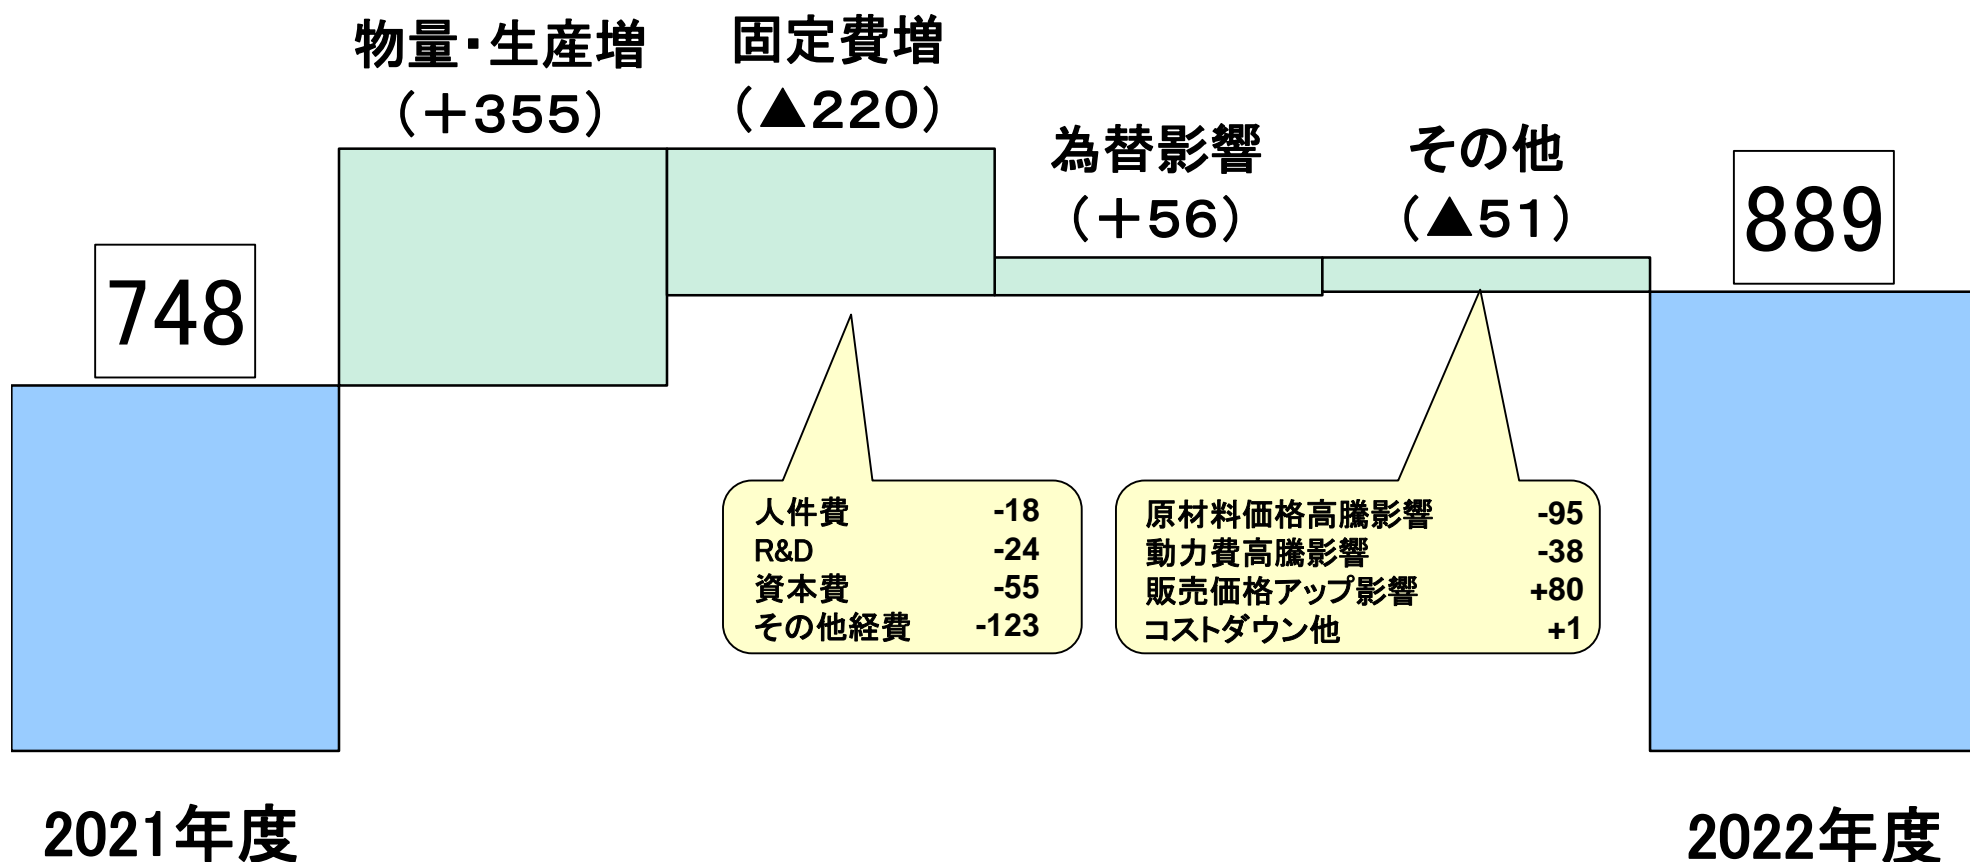 物量・生産増
（＋355）
固定費増
（▲220）
為替影響
（＋56）
その他
（▲51）
748
889
人件費 -18
R&D -24
資本費 -55
その他経費 -123
原材料価格高騰影響 -95
動力費高騰影響 -38
販売価格アップ影響 +80
コストダウン他 +1
2021年度
2022年度